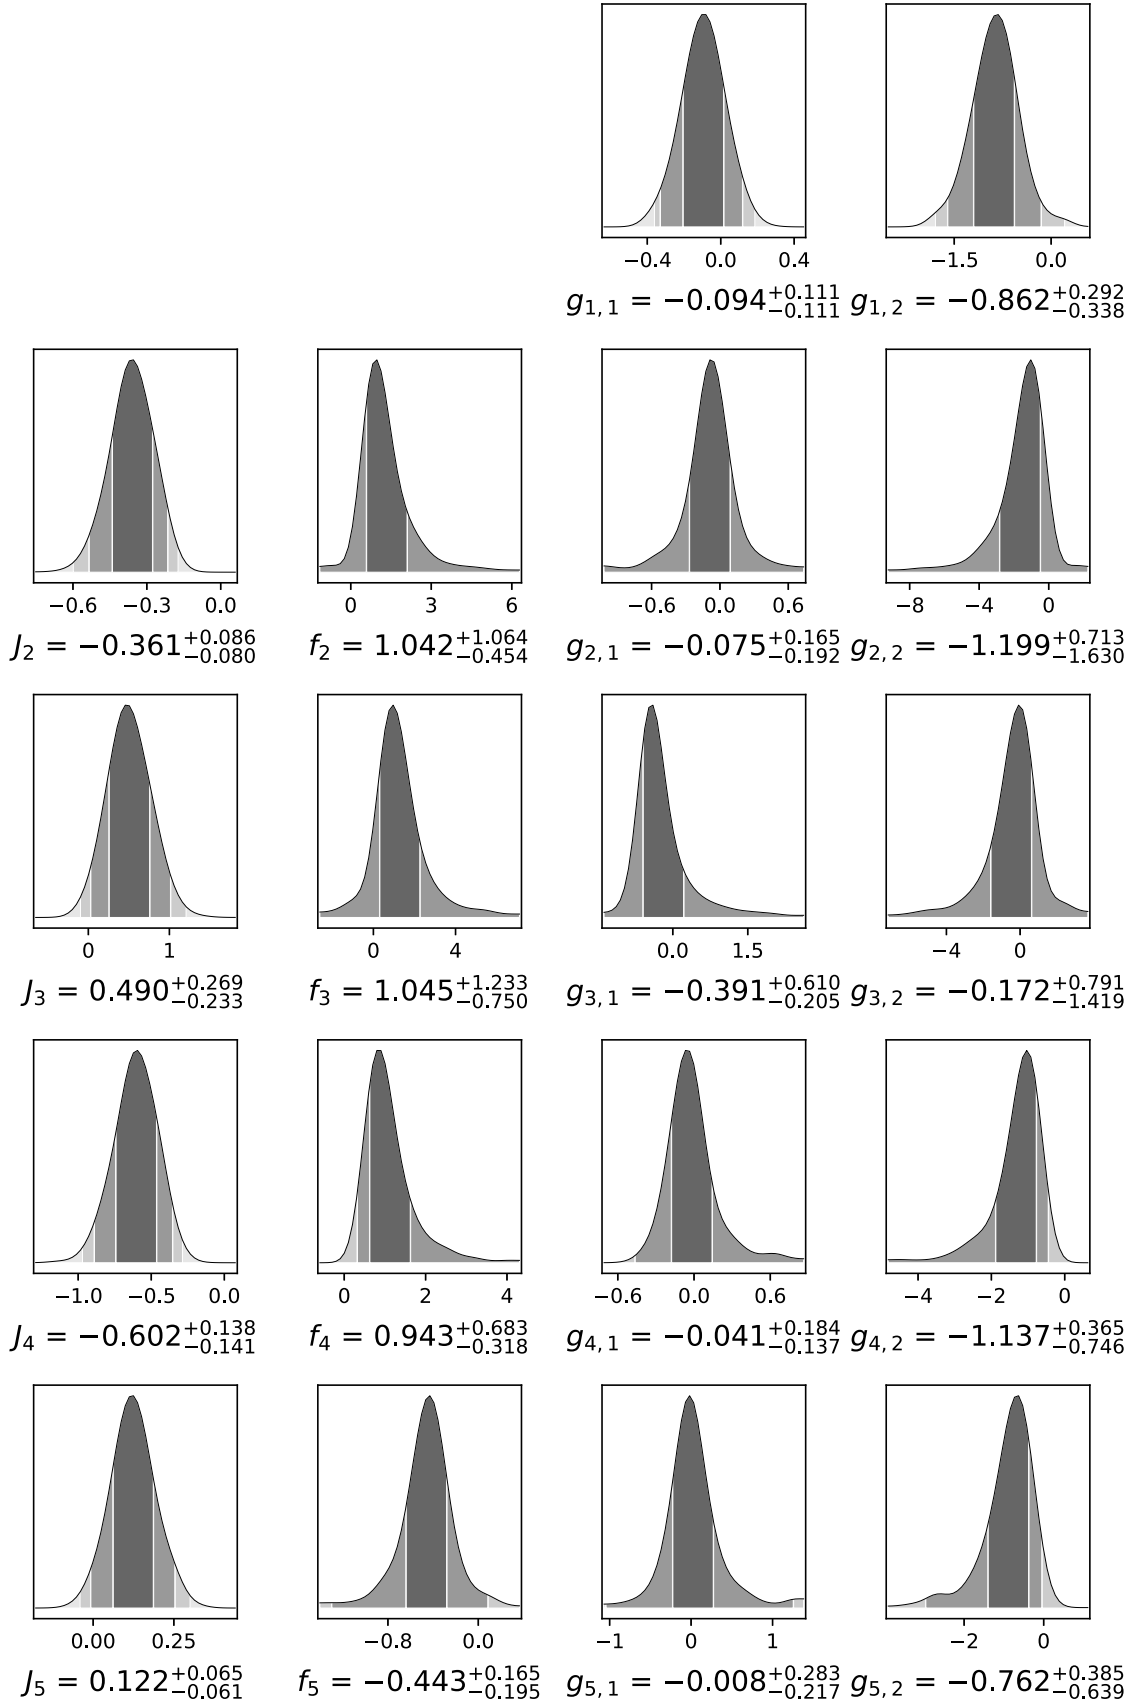 −0.4 0.0 0.4 −1.5 0.0
g1, 1 = −0.094 +0.111 −0.111 g1, 2 = −0.862 +0.292 −0.338
−0.6 −0.3 0.0 0 3 6 −0.6 0.0 0.6 −8 −4 0
J2 = −0.361 +0.086 −0.080 f2 = 1.042 +1.064 −0.454 g2, 1 = −0.075 +0.165 −0.192 g2, 2 = −1.199 +0.713 −1.630
0 1 0 4 0.0 1.5 −4 0
J3 = 0.490 +0.269 −0.233 f3 = 1.045 +1.233 −0.750 g3, 1 = −0.391 +0.610 −0.205 g3, 2 = −0.172 +0.791 −1.419
−1.0 −0.5 0.0 0 2 4 −0.6 0.0 0.6 −4 −2 0
J4 = −0.602 +0.138 −0.141 f4 = 0.943 +0.683 −0.318 g4, 1 = −0.041 +0.184 −0.137 g4, 2 = −1.137 +0.365 −0.746
0.00 0.25 −0.8 0.0 −1 0 1 −2 0
J5 = 0.122 +0.065 −0.061 f5 = −0.443 +0.165 −0.195 g5, 1 = −0.008 +0.283 −0.217 g5, 2 = −0.762 +0.385 −0.639